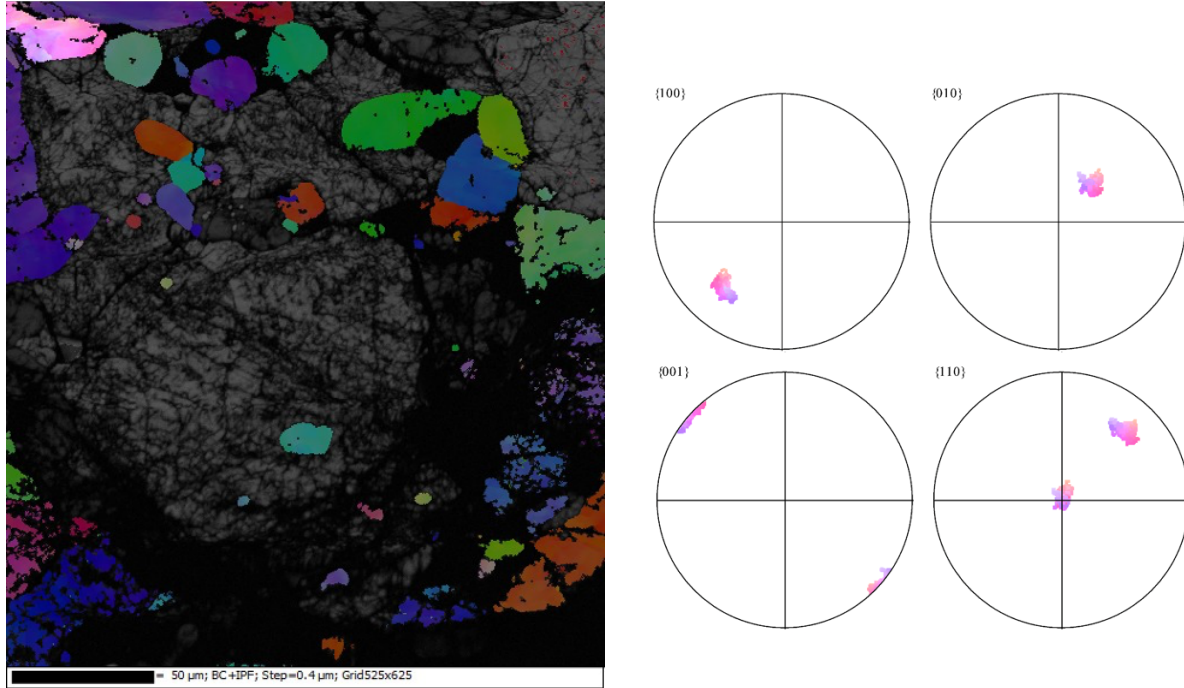 {100}
{010}
{001}
{110}
= 50 µm; BC+IPF; Step=0.4 µm; Grid525x625